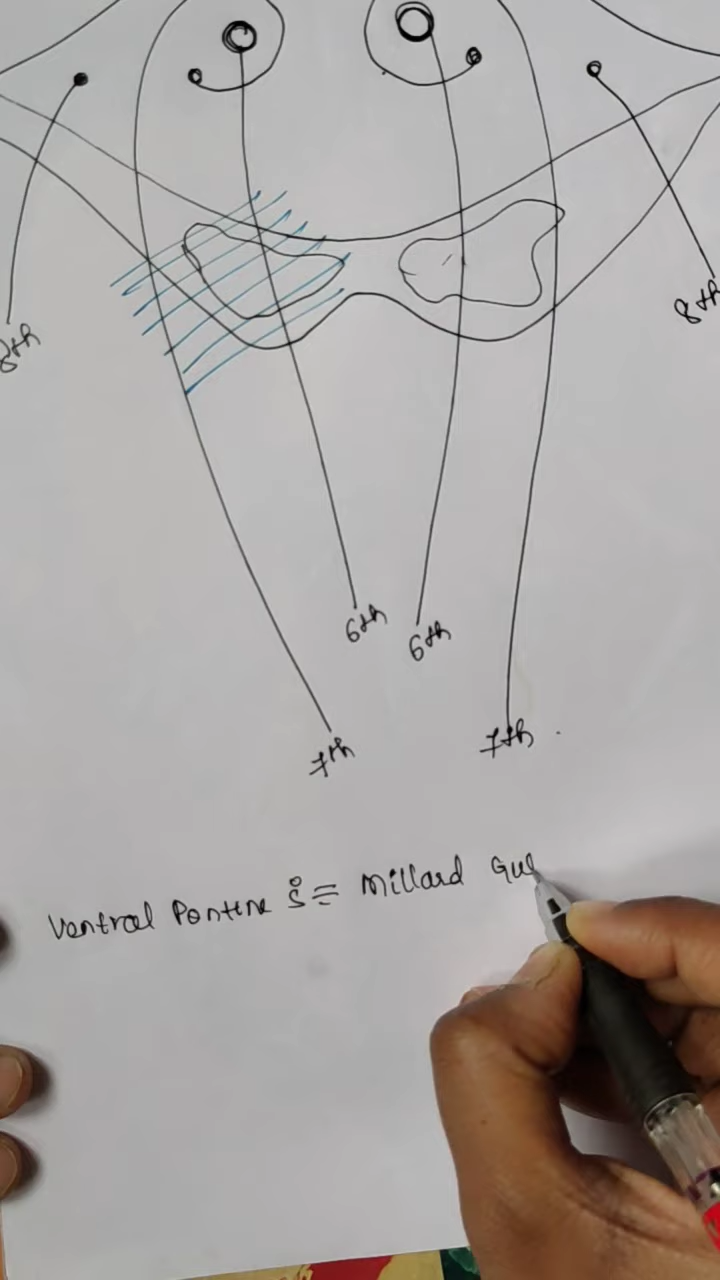 8th
8th
6th
6th
7th
7th.
Ventral Pontine S̊ = Millard Gu